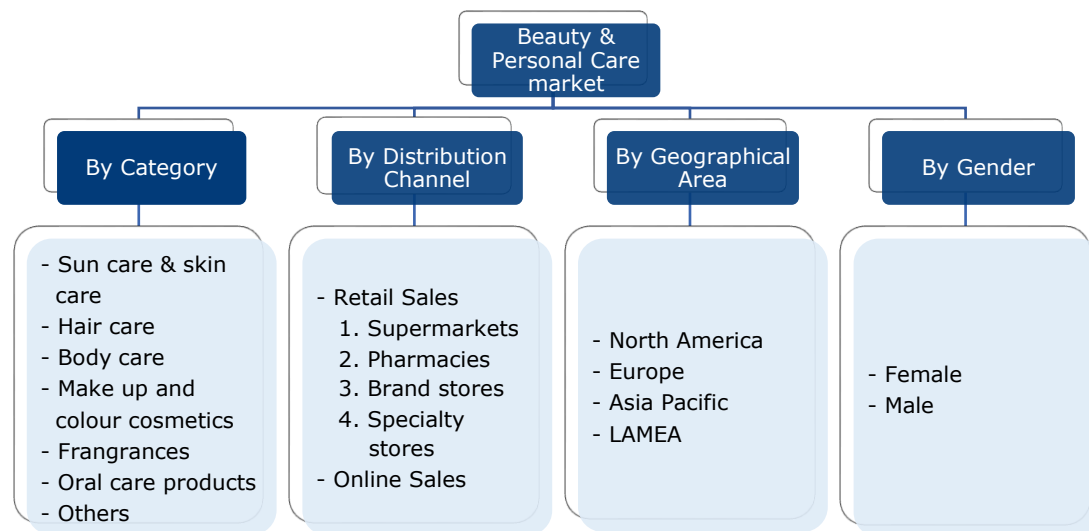 Beauty &
Personal Care
market
By Category
By Distribution
Channel
By Geographical
Area
By Gender
- Sun care & skin
care
- Hair care
- Body care
- Make up and
colour cosmetics
- Frangrances
- Oral care products
- Others
- Retail Sales
1. Supermarkets
2. Pharmacies
3. Brand stores
4. Specialty
stores
- Online Sales
- North America
- Europe
- Asia Pacific
- LAMEA
- Female
- Male